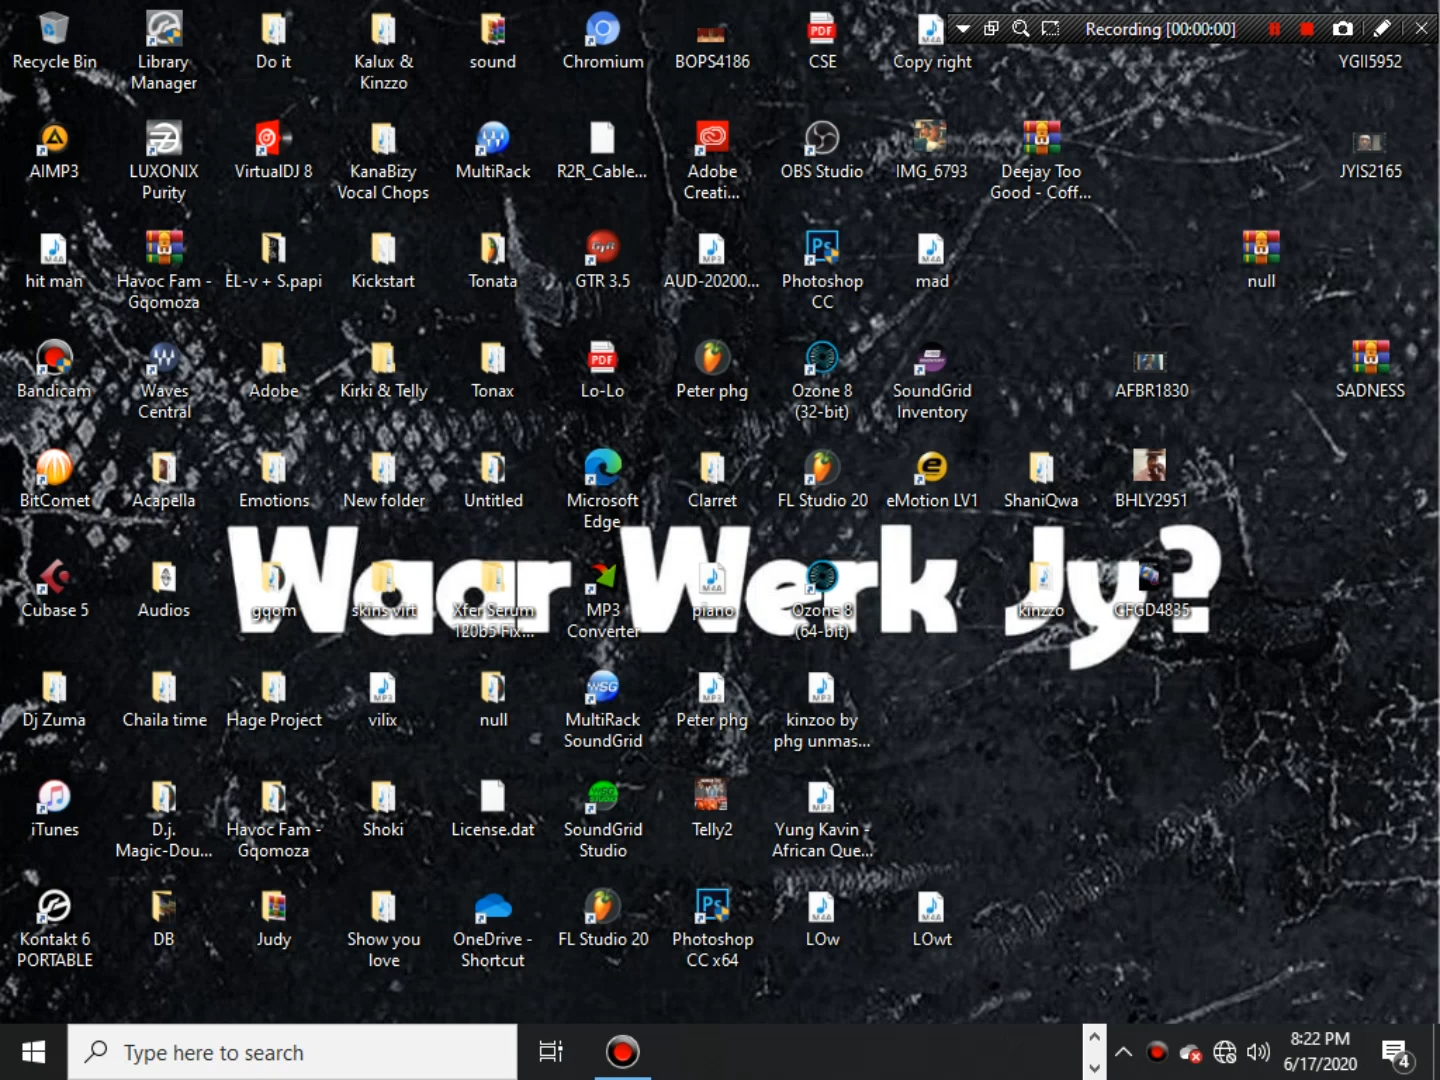 Recording [00:00:00]
Recycle Bin
Library
Manager
Do it
Kalux &
Kinzzo
sound
Chromium
BOPS4186
CSE
Copy right
YGII5952
AIMP3
LUXONIX
Purity
VirtualDJ 8
KanaBizy
Vocal Chops
MultiRack
R2R_Cable...
Adobe
Creati...
OBS Studio
IMG_6793
Deejay Too
Good - Coff...
JYIS2165
hit man
Havoc Fam -
Gqomoza
EL-v + S.papi
Kickstart
Tonata
GTR 3.5
AUD-20200...
Photoshop
CC
mad
null
Bandicam
Waves
Central
Adobe
Kirki & Telly
Tonax
Lo-Lo
Peter phg
Ozone 8
(32-bit)
SoundGrid
Inventory
AFBR1830
SADNESS
BitComet
Acapella
Emotions
New folder
Untitled
Microsoft
Edge
Clarret
FL Studio 20
eMotion LV1
ShaniQwa
BHLY2951
Waar Werk Jy?
Cubase 5
Audios
gqom
skins virt
Xfer Serum
120b5 Fix...
MP3
Converter
piano
Ozone 8
(64-bit)
kinzzo
CFGD4835
Dj Zuma
Chaila time
Hage Project
vilix
null
MultiRack
SoundGrid
Peter phg
kinzoo by
phg unmas...
iTunes
D.j.
Magic-Dou...
Havoc Fam -
Gqomoza
Shoki
License.dat
SoundGrid
Studio
Telly2
Yung Kavin -
African Que...
Kontakt 6
PORTABLE
DB
Judy
Show you
love
OneDrive -
Shortcut
FL Studio 20
Photoshop
CC x64
LOw
LOwt
Type here to search
8:22 PM
6/17/2020
4